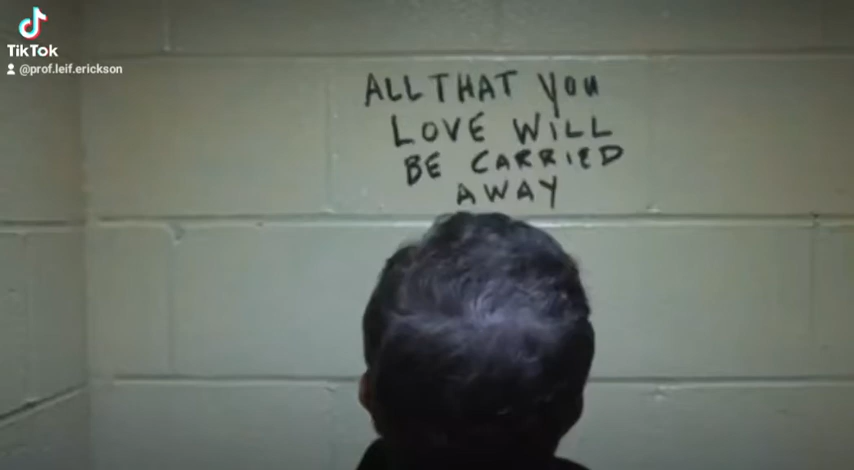 TikTok
@prof.leif.erickson
ALL THAT YOU
LOVE WILL
BE CARRIED
AWAY